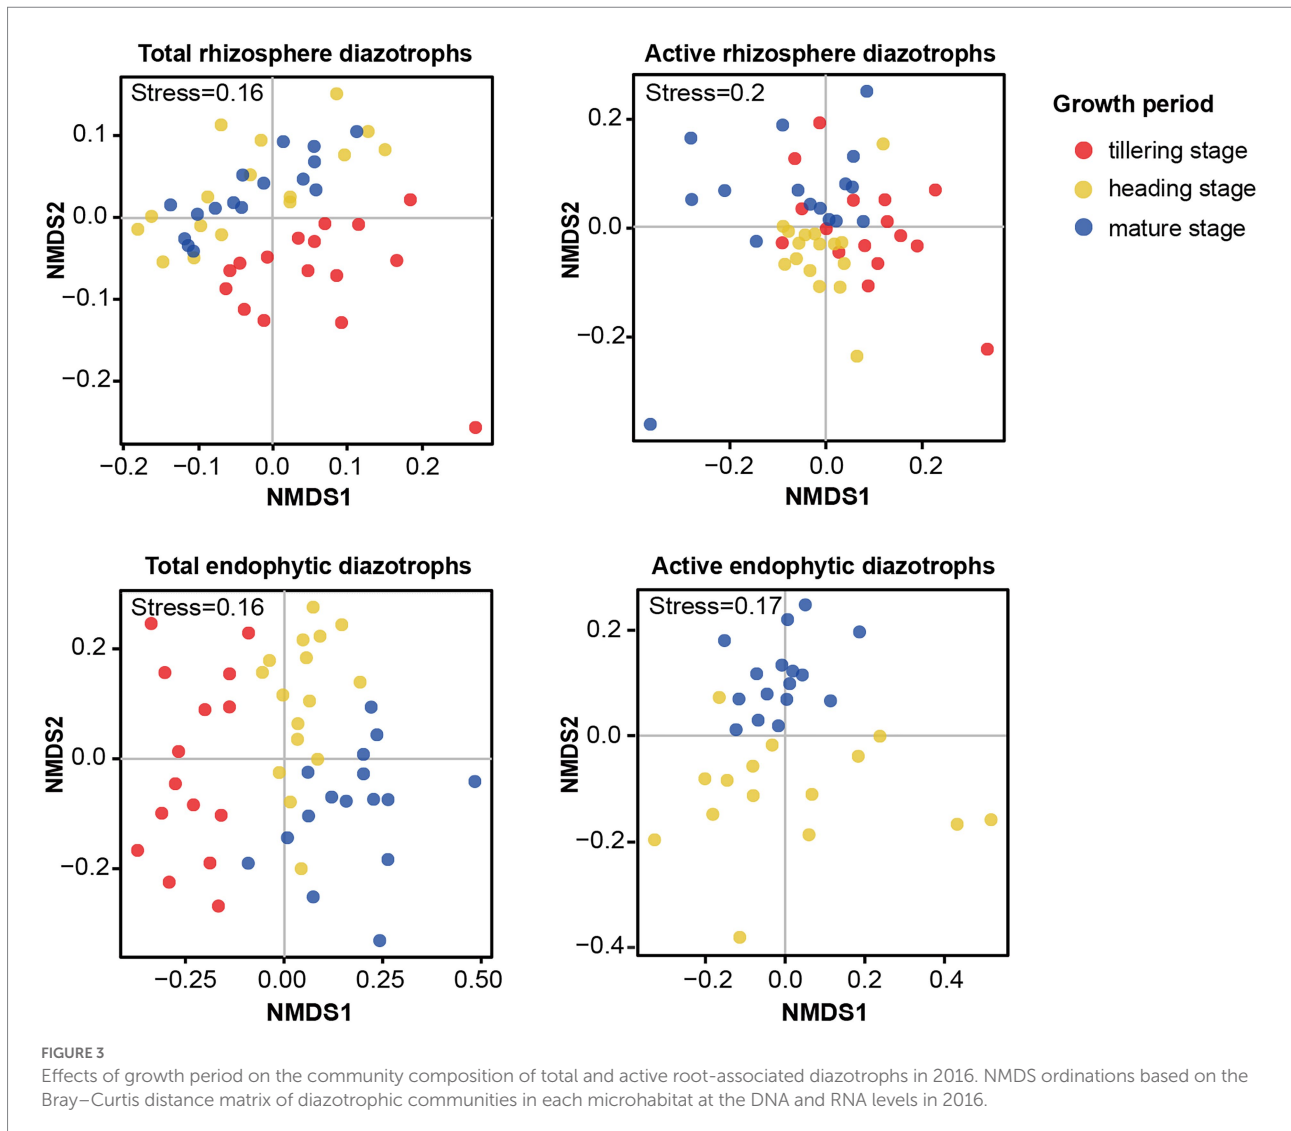 Total rhizosphere diazotrophs
Stress=0.16
NMDS2
0.1
0.0
−0.1
−0.2
−0.2 −0.1 0.0 0.1 0.2
NMDS1
Active rhizosphere diazotrophs
Stress=0.2
NMDS2
0.2
0.0
−0.2
−0.2 0.0 0.2
NMDS1
Growth period
tillering stage
heading stage
mature stage
Total endophytic diazotrophs
Stress=0.16
NMDS2
0.2
0.0
−0.2
−0.25 0.00 0.25 0.50
NMDS1
Active endophytic diazotrophs
Stress=0.17
NMDS2
0.2
0.0
−0.2
−0.4
−0.2 0.0 0.2 0.4
NMDS1
FIGURE 3
Effects of growth period on the community composition of total and active root-associated diazotrophs in 2016. NMDS ordinations based on the
Bray–Curtis distance matrix of diazotrophic communities in each microhabitat at the DNA and RNA levels in 2016.